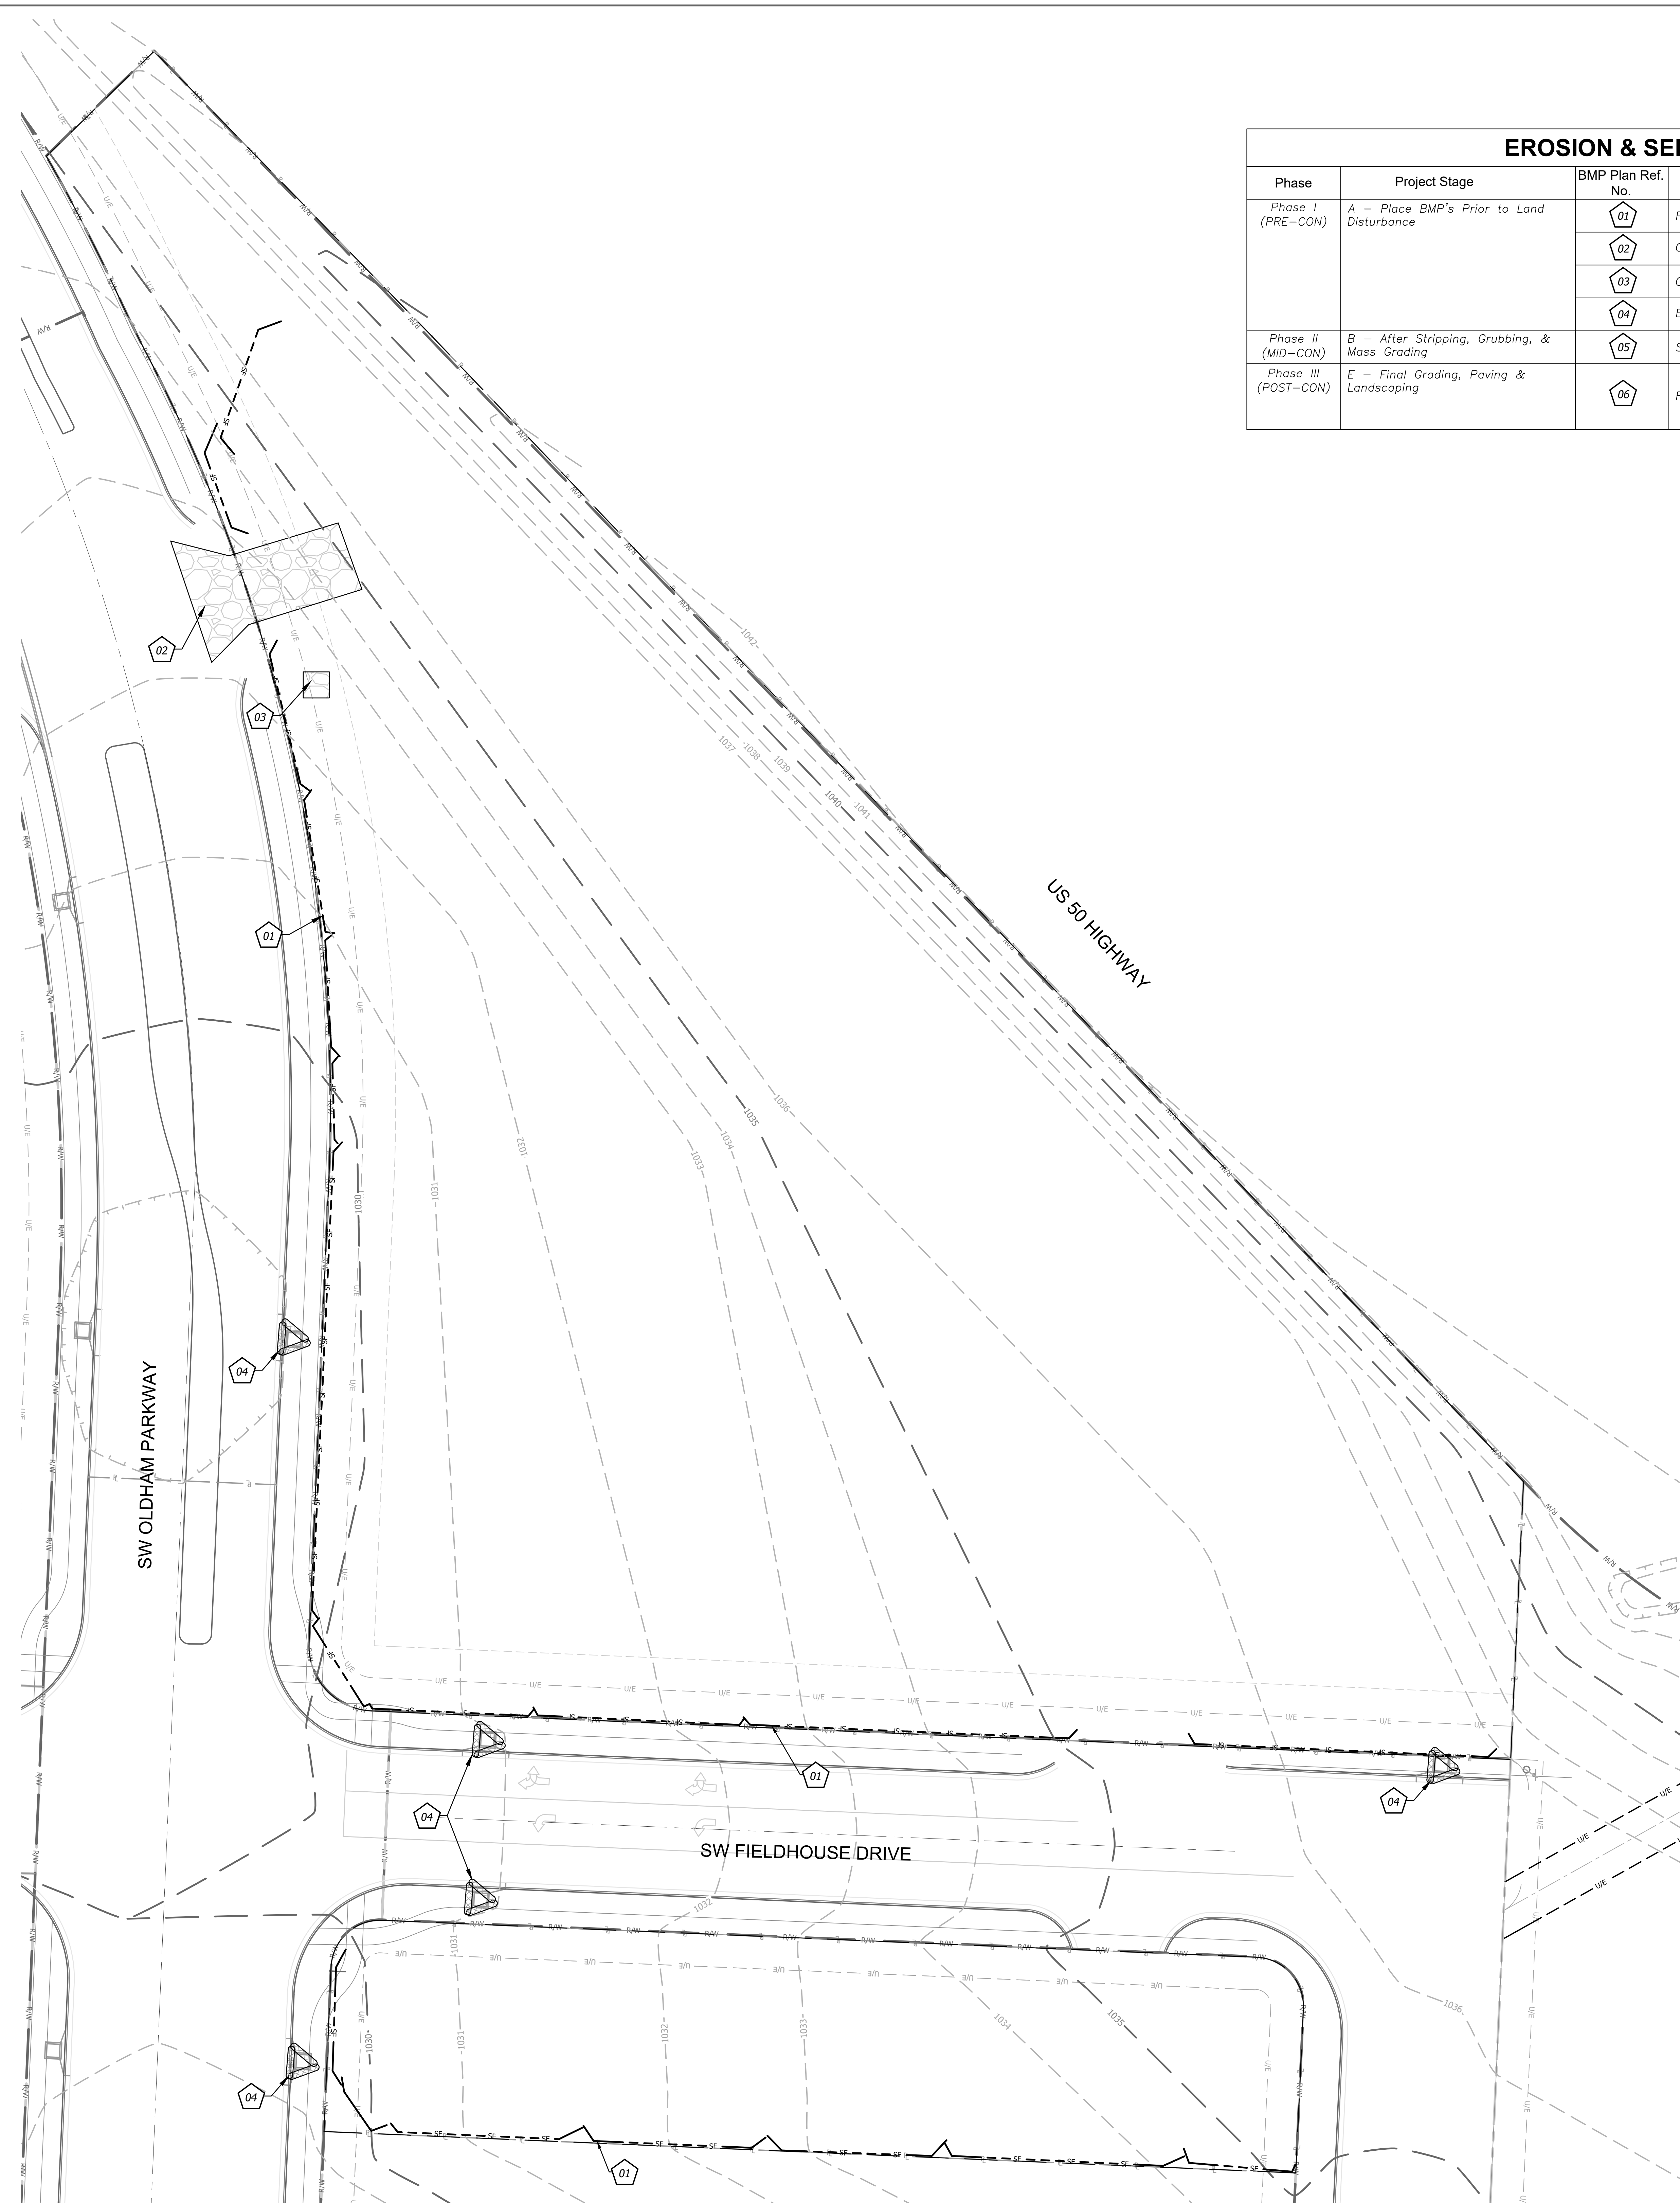 EROSION & SE
Phase
Project Stage
BMP Plan Ref.
No.
Phase I
(PRE-CON)
A — Place BMP's Prior to Land
Disturbance
01
02
03
04
Phase II
(MID-CON)
B — After Stripping, Grubbing, &
Mass Grading
05
Phase III
(POST-CON)
E — Final Grading, Paving &
Landscaping
06
02
03
01
04
04
01
04
04
01
US 50 HIGHWAY
SW OLDHAM PARKWAY
SW FIELDHOUSE DRIVE
1042
1037
1038
1039
1040
1041
1036
1035
1034
1033
1032
1031
1030
1032
1031
1030
1031
1032
1033
1034
1035
1036
R/W
U/E
SF